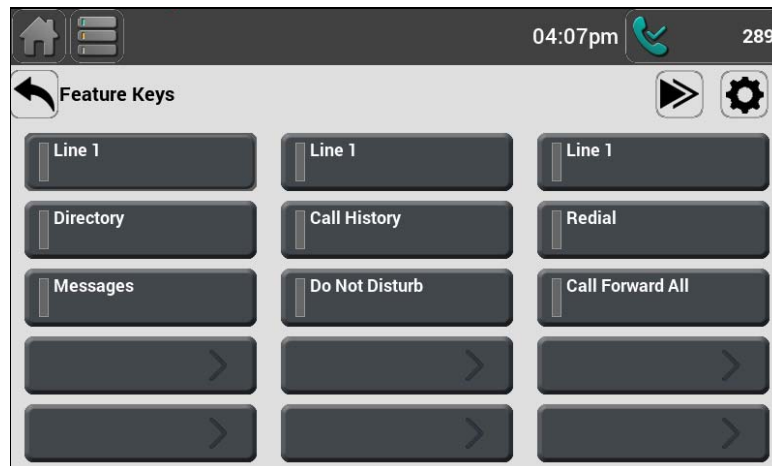 04:07pm 289
Feature Keys
Line 1 Line 1 Line 1
Directory Call History Redial
Messages Do Not Disturb Call Forward All